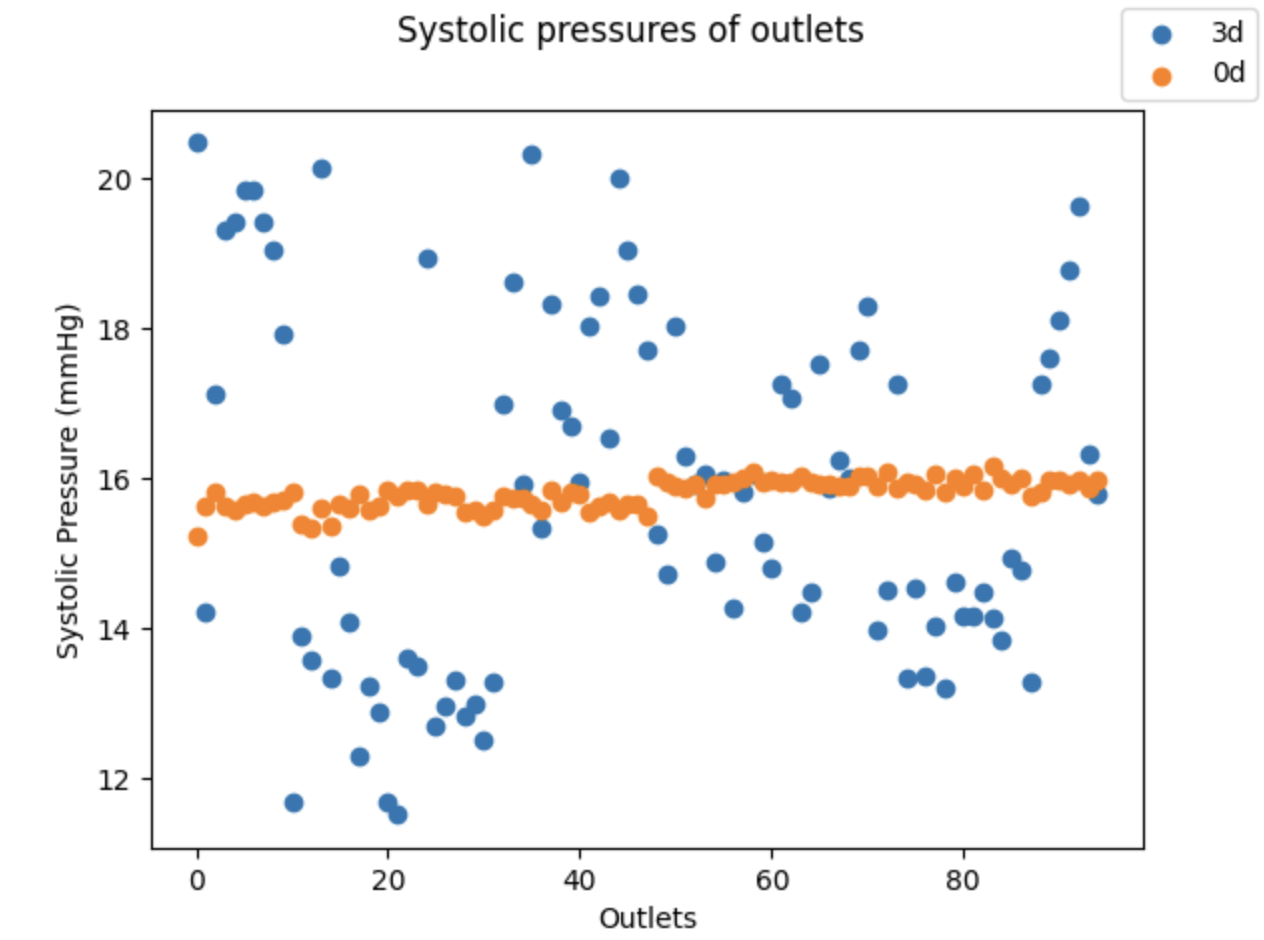 Systolic pressures of outlets
3d
0d
20
18
16
14
12
Systolic Pressure (mmHg)
0 20 40 60 80
Outlets